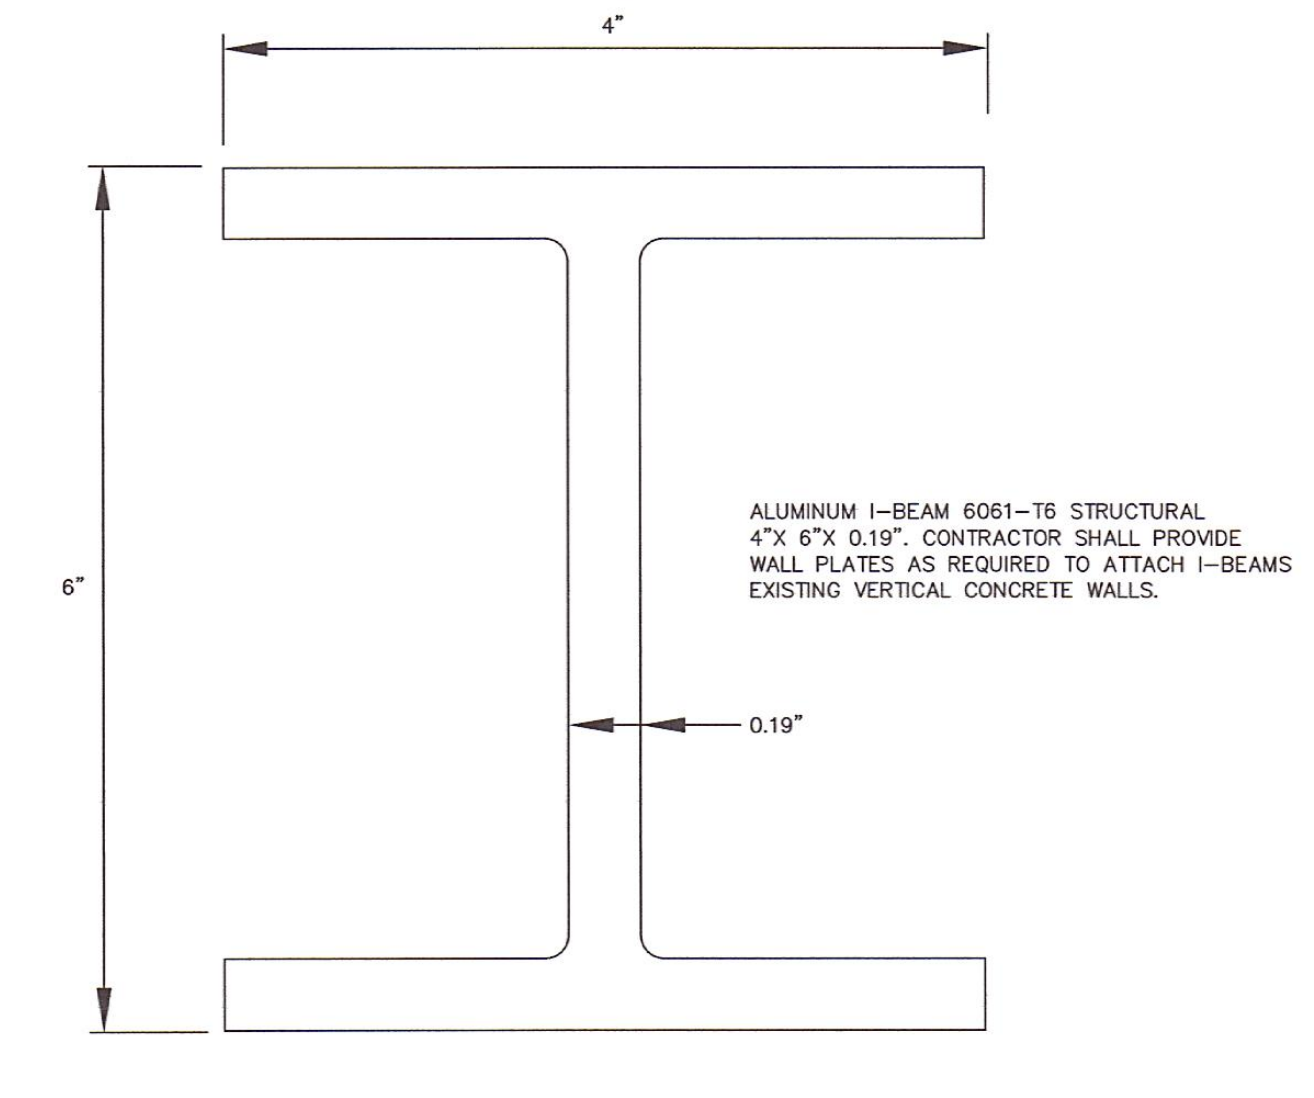 4”
6”
ALUMINUM I–BEAM 6061–T6 STRUCTURAL
4”X 6”X 0.19”. CONTRACTOR SHALL PROVIDE
WALL PLATES AS REQUIRED TO ATTACH I–BEAMS
EXISTING VERTICAL CONCRETE WALLS.
0.19”